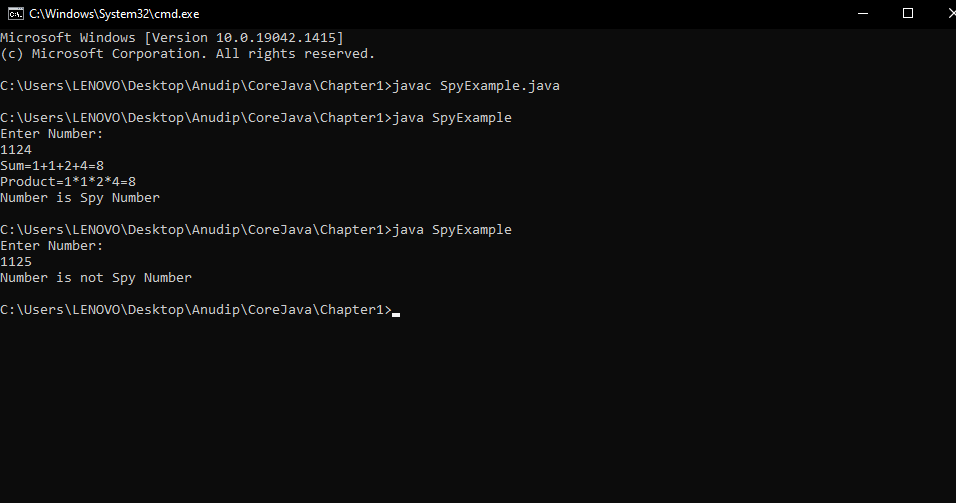 C:\Windows\System32\cmd.exe
Microsoft Windows [Version 10.0.19042.1415]
(c) Microsoft Corporation. All rights reserved.
C:\Users\LENOVO\Desktop\Anudip\CoreJava\Chapter1>javac SpyExample.java
C:\Users\LENOVO\Desktop\Anudip\CoreJava\Chapter1>java SpyExample
Enter Number:
1124
Sum=1+1+2+4=8
Product=1*1*2*4=8
Number is Spy Number
C:\Users\LENOVO\Desktop\Anudip\CoreJava\Chapter1>java SpyExample
Enter Number:
1125
Number is not Spy Number
C:\Users\LENOVO\Desktop\Anudip\CoreJava\Chapter1>